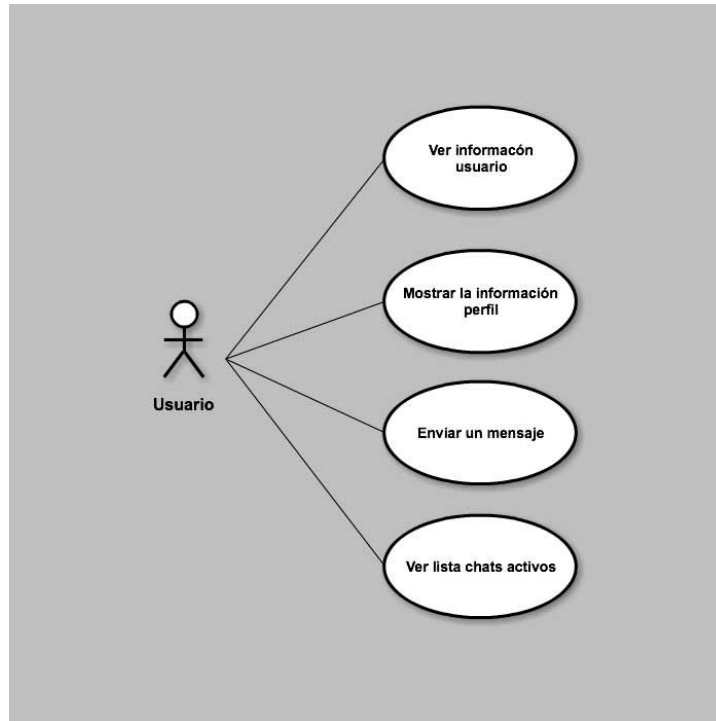 Ver informacón
usuario
Mostrar la información
perfil
Usuario
Enviar un mensaje
Ver lista chats activos